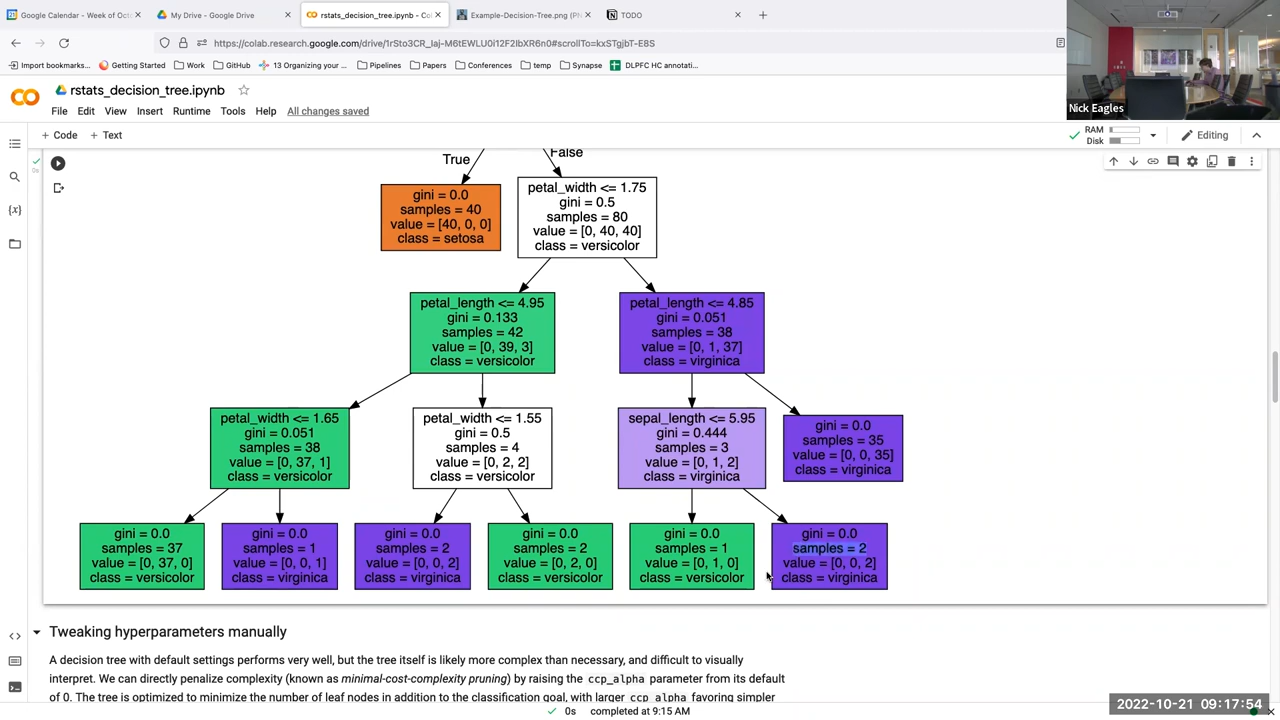 Google Calendar - Week of Octo
My Drive - Google Drive
rstats_decision_tree.ipynb - Col
Example-Decision-Tree.png (PN
TODO
https://colab.research.google.com/drive/1rSto3CR_Iaj-M6tEWLU0i12F2IbXR6n0#scrollTo=kxSTgjbT-E8S
Import bookmarks...
Getting Started
Work
GitHub
13 Organizing your ...
Pipelines
Papers
Conferences
temp
Synapse
DLPFC HC annotati...
Nick Eagles
rstats_decision_tree.ipynb
File Edit View Insert Runtime Tools Help All changes saved
+ Code + Text
RAM
Disk
Editing
0s
True
False
gini = 0.0
samples = 40
value = [40, 0, 0]
class = setosa
petal_width <= 1.75
gini = 0.5
samples = 80
value = [0, 40, 40]
class = versicolor
petal_length <= 4.95
gini = 0.133
samples = 42
value = [0, 39, 3]
class = versicolor
petal_length <= 4.85
gini = 0.051
samples = 38
value = [0, 1, 37]
class = virginica
petal_width <= 1.65
gini = 0.051
samples = 38
value = [0, 37, 1]
class = versicolor
petal_width <= 1.55
gini = 0.5
samples = 4
value = [0, 2, 2]
class = versicolor
sepal_length <= 5.95
gini = 0.444
samples = 3
value = [0, 1, 2]
class = virginica
gini = 0.0
samples = 35
value = [0, 0, 35]
class = virginica
gini = 0.0
samples = 37
value = [0, 37, 0]
class = versicolor
gini = 0.0
samples = 1
value = [0, 0, 1]
class = virginica
gini = 0.0
samples = 2
value = [0, 0, 2]
class = virginica
gini = 0.0
samples = 2
value = [0, 2, 0]
class = versicolor
gini = 0.0
samples = 1
value = [0, 1, 0]
class = versicolor
gini = 0.0
samples = 2
value = [0, 0, 2]
class = virginica
Tweaking hyperparameters manually
A decision tree with default settings performs very well, but the tree itself is likely more complex than necessary, and difficult to visually
interpret. We can directly penalize complexity (known as minimal-cost-complexity pruning) by raising the ccp_alpha parameter from its default
of 0. The tree is optimized to minimize the number of leaf nodes in addition to the classification goal, with larger ccp_alpha favoring simpler
0s completed at 9:15 AM
2022-10-21 09:17:54